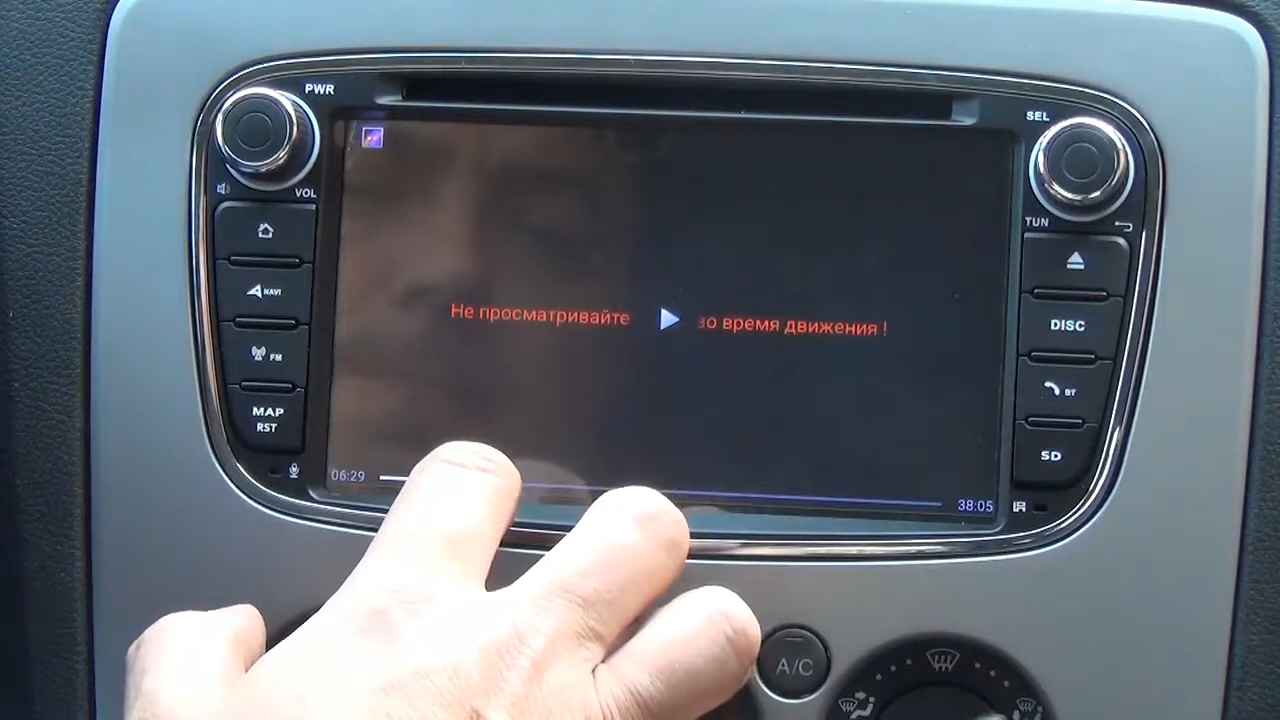 PWR
SEL
VOL
TUN
NAVI
FM
DISC
MAP
RST
BT
SD
Не просматривайте во время движения !
06:29
38:05
IR
A/C